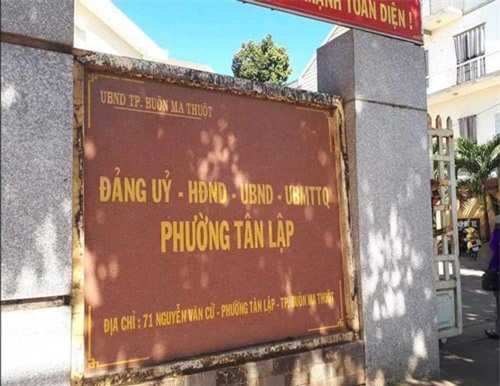 MẠNH TOÀN DIỆN !
UBND TP. BUÔN MA THUỘT
ĐẢNG UỶ - HĐND - UBND - UBMTTQ
PHƯỜNG TÂN LẬP
ĐỊA CHỈ : 71 NGUYỄN VĂN CỪ - PHƯỜNG TÂN LẬP - TP. BUÔN MA THUỘT